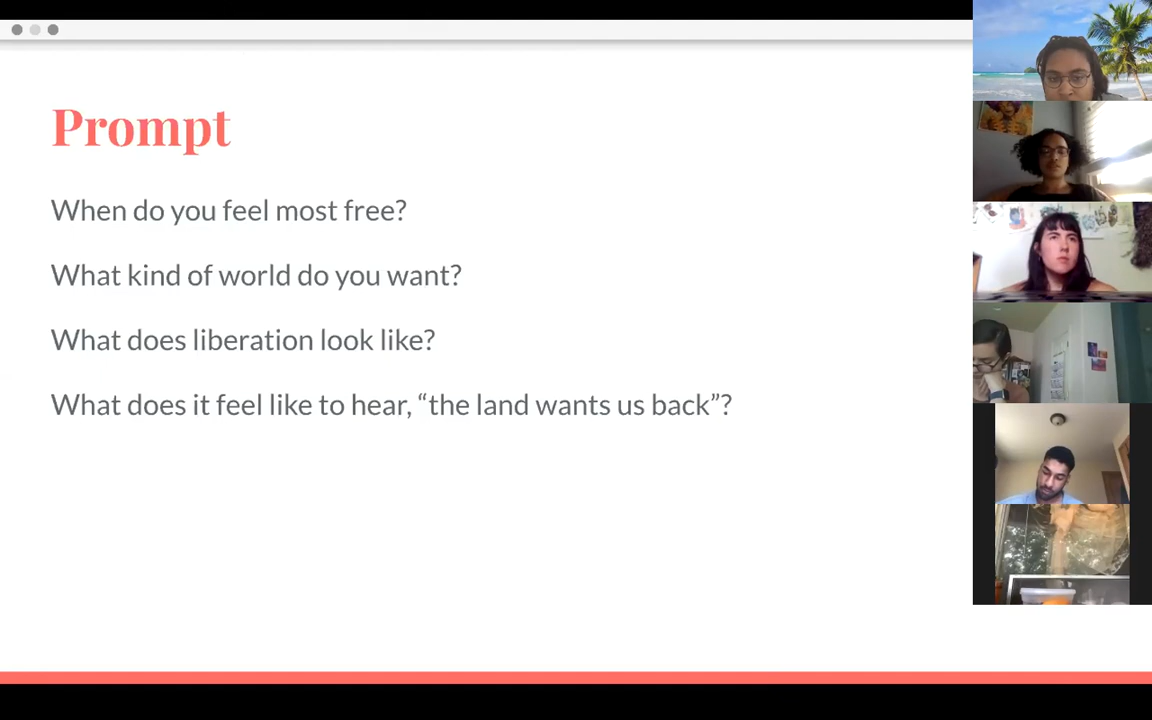 Prompt
When do you feel most free?
What kind of world do you want?
What does liberation look like?
What does it feel like to hear, “the land wants us back”?